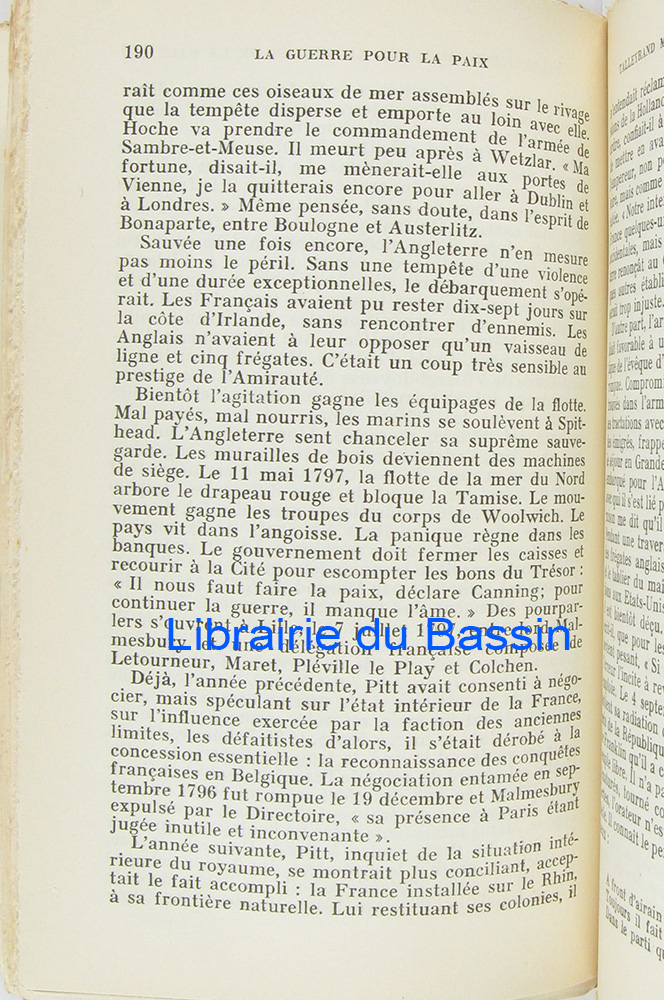 190 LA GUERRE POUR LA PAIX
raît comme ces oiseaux de mer assemblés sur le rivage
que la tempête disperse et emporte au loin avec elle.
Hoche va prendre le commandement de l'armée de
Sambre-et-Meuse. Il meurt peu après à Wetzlar. « Ma
fortune, disait-il, me mènerait-elle aux portes de
Vienne, je la quitterais encore pour aller à Dublin et
à Londres. » Même pensée, sans doute, dans l'esprit de
Bonaparte, entre Boulogne et Austerlitz.
Sauvée une fois encore, l'Angleterre n'en mesure
pas moins le péril. Sans une tempête d'une violence
et d'une durée exceptionnelles, le débarquement s'opé-
rait. Les Français avaient pu rester dix-sept jours sur
la côte d'Irlande, sans rencontrer d'ennemis. Les
Anglais n'avaient à leur opposer qu'un vaisseau de
ligne et cinq frégates. C'était un coup très sensible au
prestige de l'Amirauté.
Bientôt l'agitation gagne les équipages de la flotte.
Mal payés, mal nourris, les marins se soulèvent à Spit-
head. L'Angleterre sent chanceler sa suprême sauve-
garde. Les murailles de bois deviennent des machines
de siège. Le 11 mai 1797, la flotte de la mer du Nord
arbore le drapeau rouge et bloque la Tamise. Le mou-
vement gagne les troupes du corps de Woolwich. Le
pays vit dans l'angoisse. La panique règne dans les
banques. Le gouvernement doit fermer les caisses et
recourir à la Cité pour escompter les bons du Trésor :
« Il nous faut faire la paix, déclare Canning; pour
continuer la guerre, il manque l'âme. » Des pourpar-
lers s'ouvrent à Lille, 7 juillet entre lord Mal-
Librairie du Bassin
mesbury et une délégation française composée de
Letourneur, Maret, Pléville le Play et Colchen.
Déjà, l'année précédente, Pitt avait consenti à négo-
cier, mais spéculant sur l'état intérieur de la France,
sur l'influence exercée par la faction des anciennes
limites, les défaitistes d'alors, il s'était dérobé à la
concession essentielle : la reconnaissance des conquêtes
françaises en Belgique. La négociation entamée en sep-
tembre 1796 fut rompue le 19 décembre et Malmesbury
expulsé par le Directoire, « sa présence à Paris étant
jugée inutile et inconvenante ».
L'année suivante, Pitt, inquiet de la situation inté-
rieure du royaume, se montrait plus conciliant, accep-
tait le fait accompli : la France installée sur le Rhin,
à sa frontière naturelle. Lui restituant ses colonies, il
TALLEYRAND